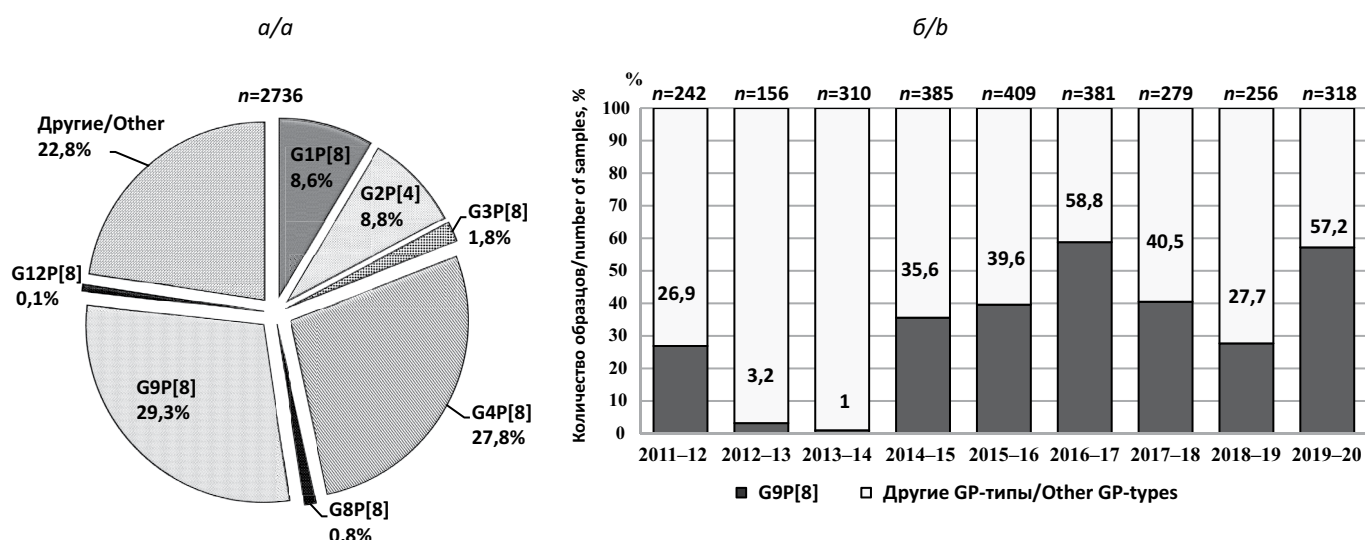 а/a
n=2736
Другие/Other
22,8%
G1P[8]
8,6%
G2P[4]
8,8%
G3P[8]
1,8%
G12P[8]
0,1%
G9P[8]
29,3%
G4P[8]
27,8%
G8P[8]
0,8%
б/b
%
n=242 n=156 n=310 n=385 n=409 n=381 n=279 n=256 n=318
Количество образцов/number of samples, %
100
90
80
70
60
50
40
30
20
10
0
26,9
3,2
1
35,6
39,6
58,8
40,5
27,7
57,2
2011–12 2012–13 2013–14 2014–15 2015–16 2016–17 2017–18 2018–19 2019–20
G9P[8] Другие GP-типы/Other GP-types